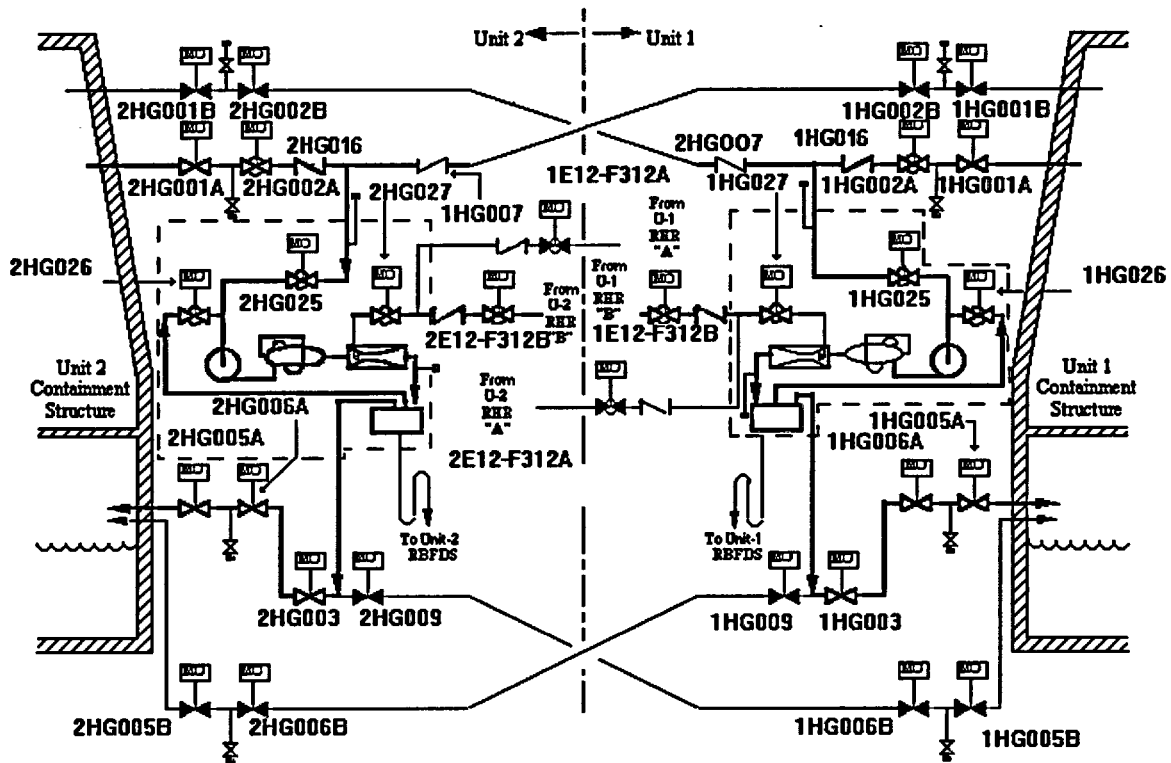 Unit 2
Unit 1
2HG001B
2HG002B
1HG002B
1HG001B
2HG016
2HG007
1HG016
2HG001A
2HG002A
2HG027
1HG007
1E12-F312A
1HG027
1HG002A
1HG001A
From
U-1
RHR
"A"
2HG026
2HG025
From
U-2
RHR
"B"
From
U-1
RHR
"B"
1HG025
1HG026
2E12-F312B
1E12-F312B
Unit 2
Containment
Structure
2HG006A
2HG005A
From
U-2
RHR
"A"
2E12-F312A
Unit 1
Containment
Structure
1HG005A
1HG006A
To Unit-2
RBFDS
To Unit-1
RBFDS
2HG003
2HG009
1HG009
1HG003
2HG005B
2HG006B
1HG006B
1HG005B